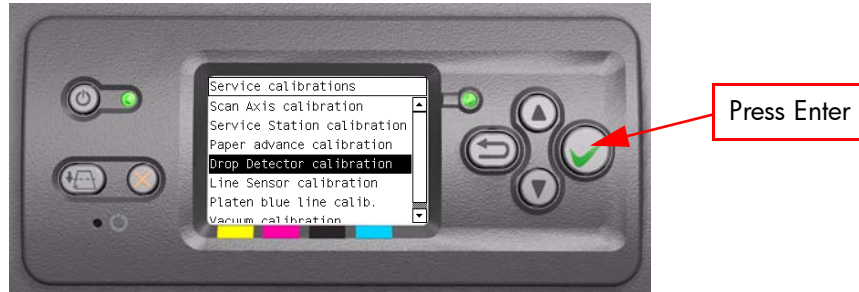 Service calibrations
Scan Axis calibration
Service Station calibration
Paper advance calibration
Drop Detector calibration
Line Sensor calibration
Platen blue line calib.
Vacuum calibration
Press Enter